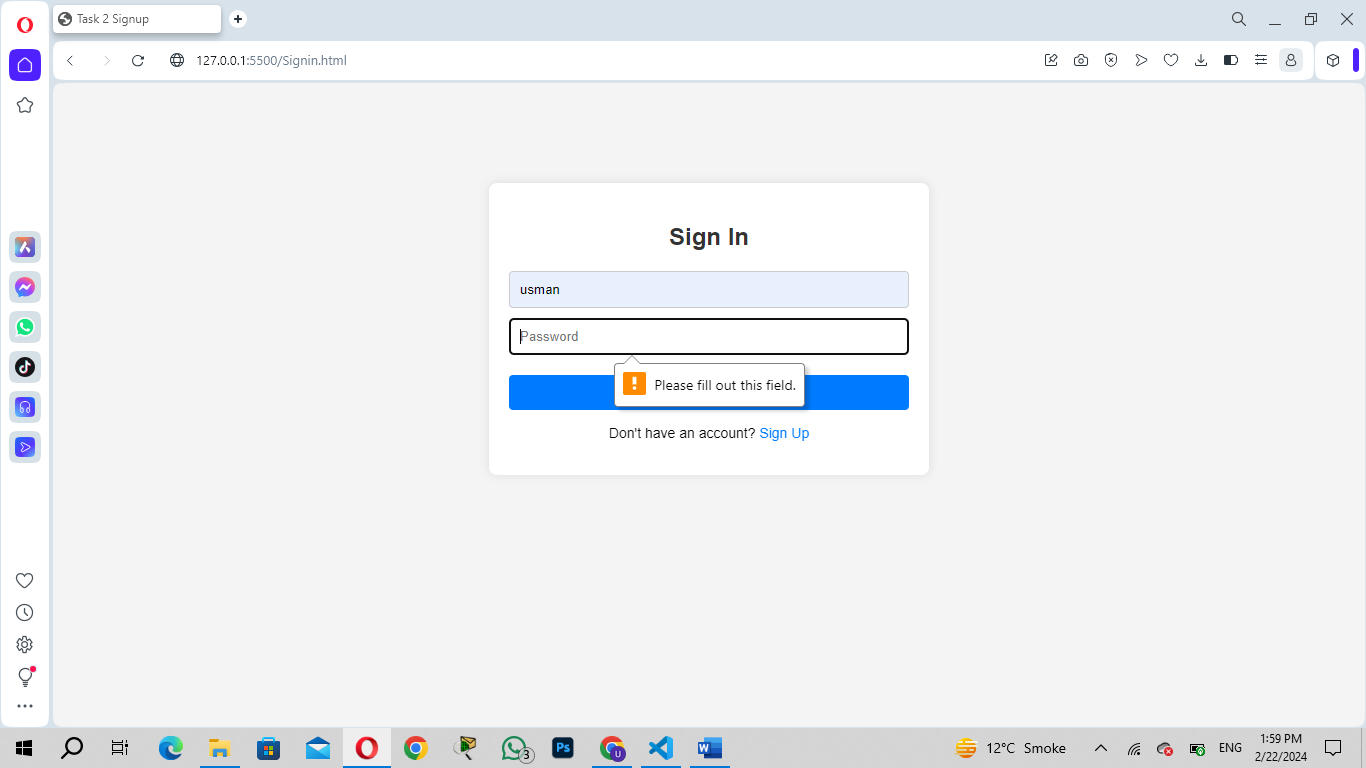 Task 2 Signup
127.0.0.1:5500/Signin.html
Sign In
usman
Password
Please fill out this field.
Don't have an account? Sign Up
3
Ps
U
W
12°C Smoke
ENG
1:59 PM
2/22/2024